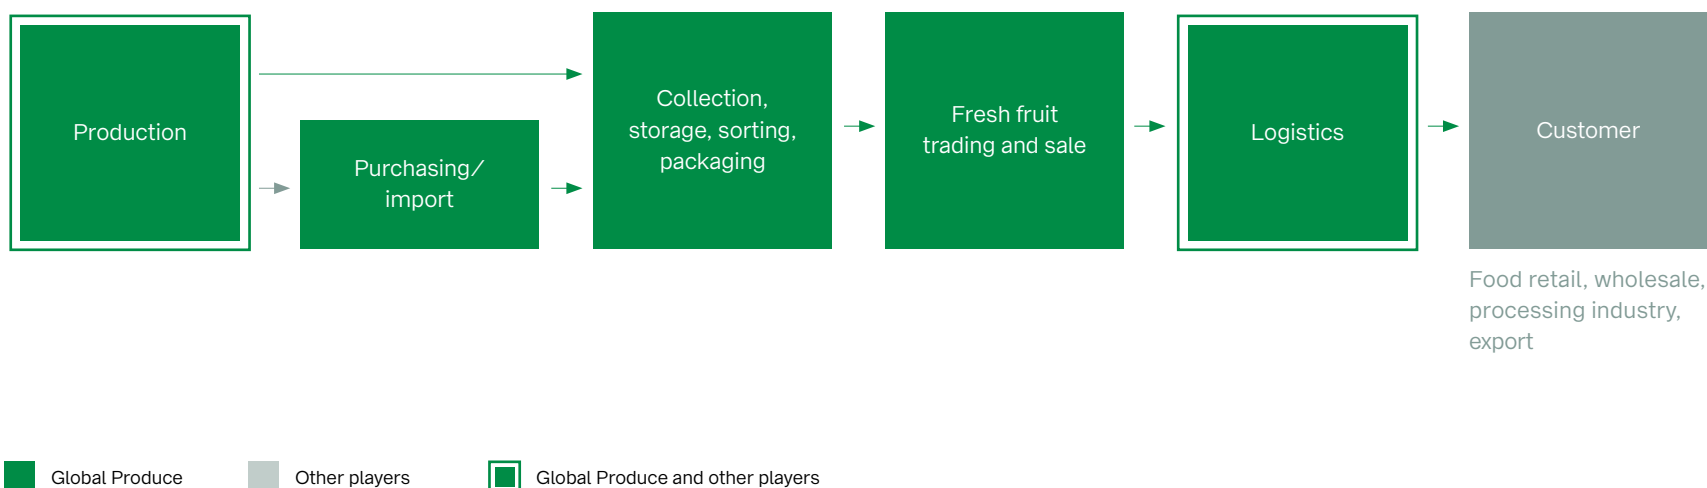 Production
Purchasing/
import
Collection,
storage, sorting,
packaging
Fresh fruit
trading and sale
Logistics
Customer
Food retail, wholesale,
processing industry,
export
Global Produce
Other players
Global Produce and other players